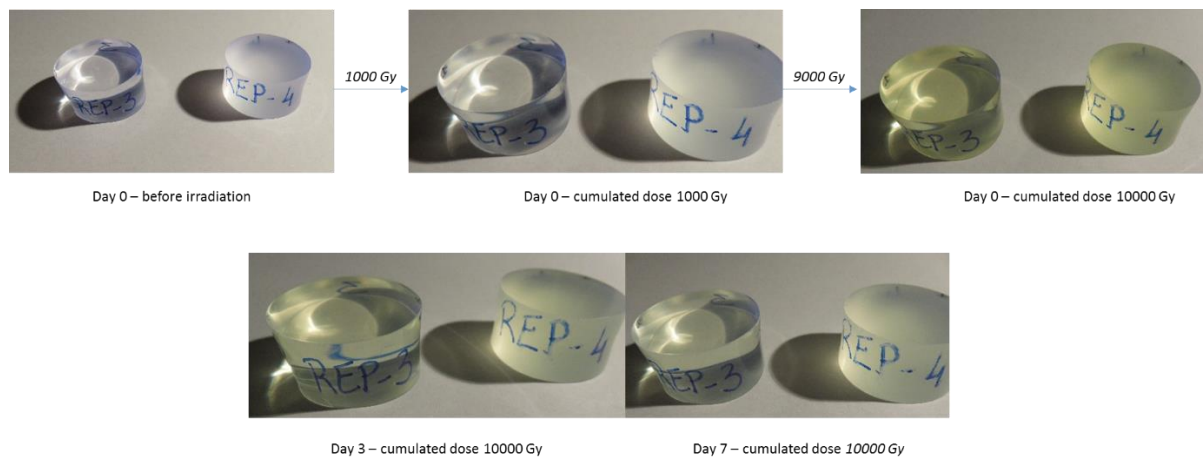 REP-3
REP-4
1000 Gy
REP-3
REP-4
9000 Gy
REP-3
REP-4
Day 0 – before irradiation
Day 0 – cumulated dose 1000 Gy
Day 0 – cumulated dose 10000 Gy
REP-3
REP-4
REP-3
REP-4
Day 3 – cumulated dose 10000 Gy
Day 7 – cumulated dose 10000 Gy